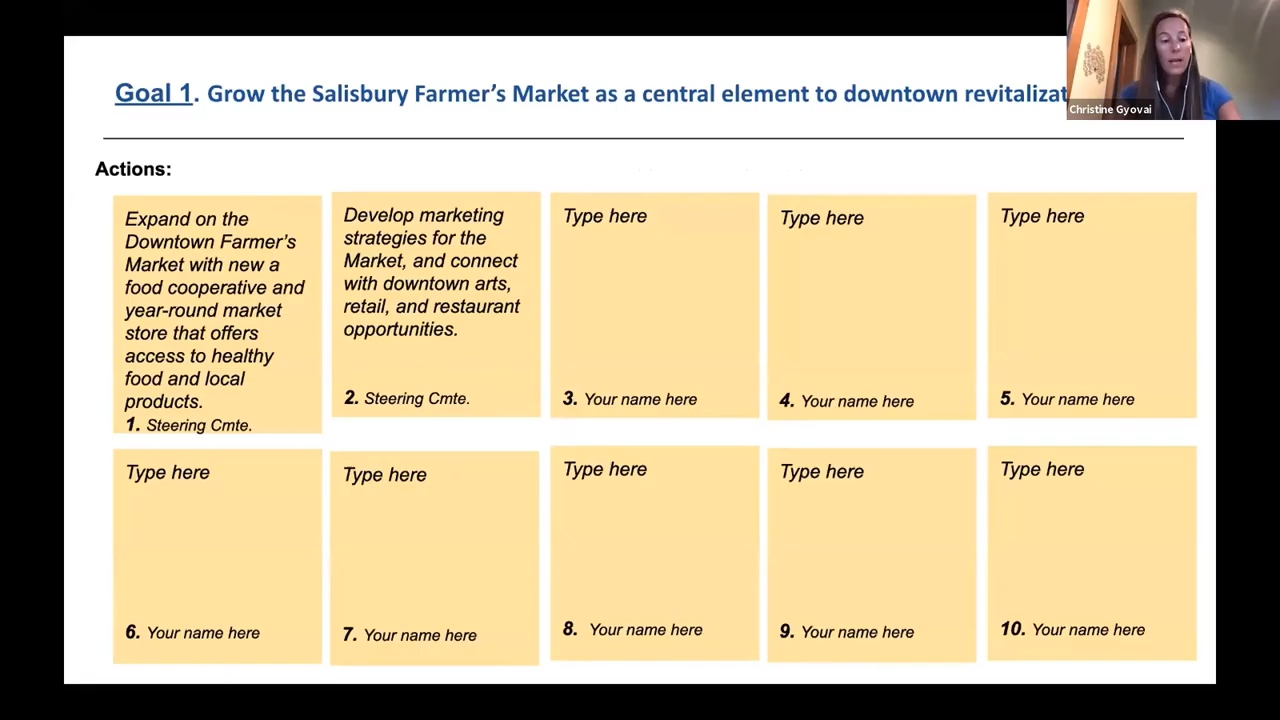 Goal 1. Grow the Salisbury Farmer's Market as a central element to downtown
Christine Gyovai
Actions:
Expand on the
Downtown Farmer's
Market with new a
food cooperative and
year-round market
store that offers
access to healthy
food and local
products.
1. Steering Cmte.
Develop marketing
strategies for the
Market, and connect
with downtown arts,
retail, and restaurant
opportunities.
2. Steering Cmte.
Type here
3. Your name here
Type here
4. Your name here
Type here
5. Your name here
Type here
6. Your name here
Type here
7. Your name here
Type here
8. Your name here
Type here
9. Your name here
Type here
10. Your name here